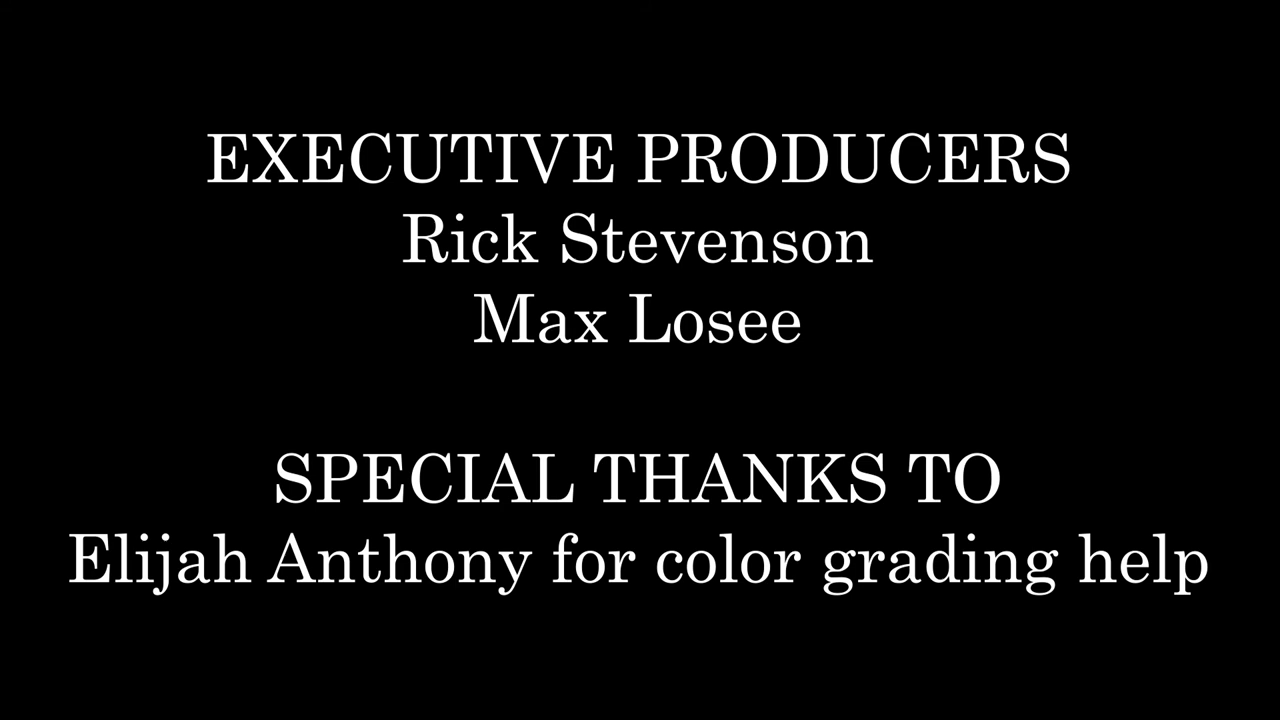 EXECUTIVE PRODUCERS
Rick Stevenson
Max Losee
SPECIAL THANKS TO
Elijah Anthony for color grading help